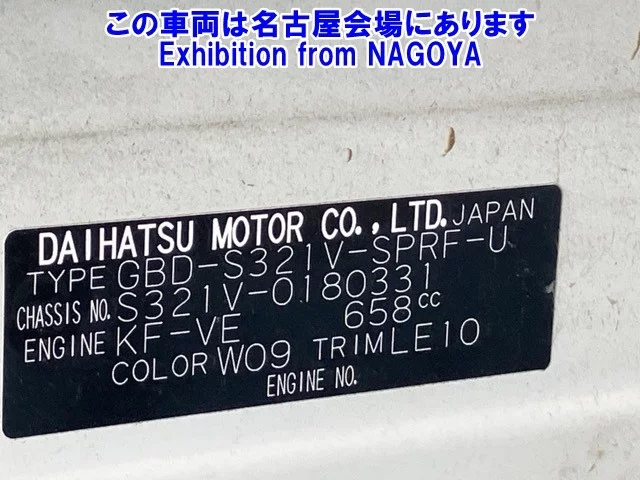 この車両は名古屋会場にあります
Exhibition from NAGOYA
DAIHATSU MOTOR CO., LTD. JAPAN
TYPE GBD-S321V-SPRF-U
CHASSIS NO. S321V-0180331
ENGINE KF-VE 658cc
COLOR W09 TRIM LE10
ENGINE NO.